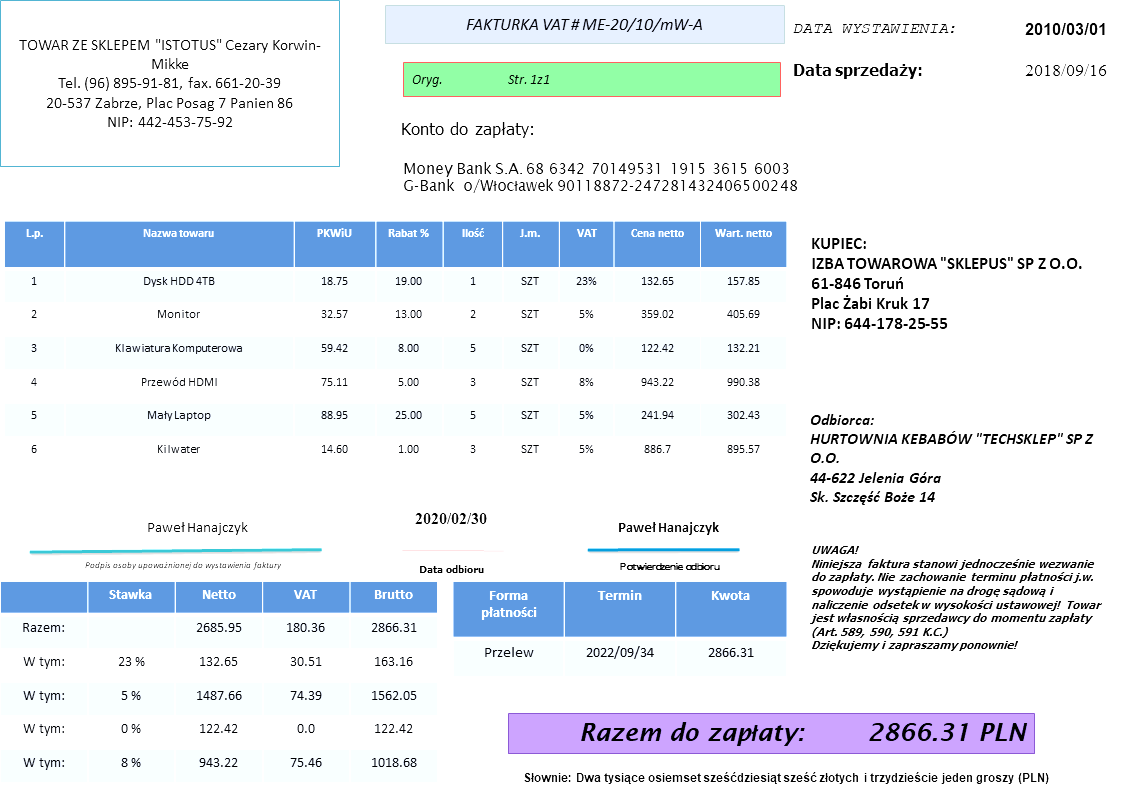 TOWAR ZE SKLEPEM "ISTOTUS" Cezary Korwin-
Mikke
Tel. (96) 895-91-81, fax. 661-20-39
20-537 Zabrze, Plac Posag 7 Panien 86
NIP: 442-453-75-92
FAKTURKA VAT # ME-20/10/mW-A
Oryg. Str. 1z1
DATA WYSTAWIENIA: 2010/03/01
Data sprzedaży: 2018/09/16
Konto do zapłaty:
Money Bank S.A. 68 6342 70149531 1915 3615 6003
G-Bank o/Włocławek 90118872-247281432406500248
L.p. Nazwa towaru PKWiU Rabat % Ilość J.m. VAT Cena netto Wart. netto
1 Dysk HDD 4TB 18.75 19.00 1 SZT 23% 132.65 157.85
2 Monitor 32.57 13.00 2 SZT 5% 359.02 405.69
3 Klawiatura Komputerowa 59.42 8.00 5 SZT 0% 122.42 132.21
4 Przewód HDMI 75.11 5.00 3 SZT 8% 943.22 990.38
5 Mały Laptop 88.95 25.00 5 SZT 5% 241.94 302.43
6 Kilwater 14.60 1.00 3 SZT 5% 886.7 895.57
KUPIEC:
IZBA TOWAROWA "SKLEPUS" SP Z O.O.
61-846 Toruń
Plac Żabi Kruk 17
NIP: 644-178-25-55
Odbiorca:
HURTOWNIA KEBABÓW "TECHSKLEP" SP Z
O.O.
44-622 Jelenia Góra
Sk. Szczęść Boże 14
Paweł Hanajczyk
Podpis osoby upoważnionej do wystawienia faktury
2020/02/30
Data odbioru
Paweł Hanajczyk
Potwierdzenie odbioru
UWAGA!
Niniejsza faktura stanowi jednocześnie wezwanie
do zapłaty. Nie zachowanie terminu płatności j.w.
spowoduje wystąpienie na drogę sądową i
naliczenie odsetek w wysokości ustawowej! Towar
jest własnością sprzedawcy do momentu zapłaty
(Art. 589, 590, 591 K.C.)
Dziękujemy i zapraszamy ponownie!
Stawka Netto VAT Brutto
Razem: 2685.95 180.36 2866.31
W tym: 23 % 132.65 30.51 163.16
W tym: 5 % 1487.66 74.39 1562.05
W tym: 0 % 122.42 0.0 122.42
W tym: 8 % 943.22 75.46 1018.68
Forma
płatności Termin Kwota
Przelew 2022/09/34 2866.31
Razem do zapłaty: 2866.31 PLN
Słownie: Dwa tysiące osiemset sześćdziesiąt sześć złotych i trzydzieście jeden groszy (PLN)